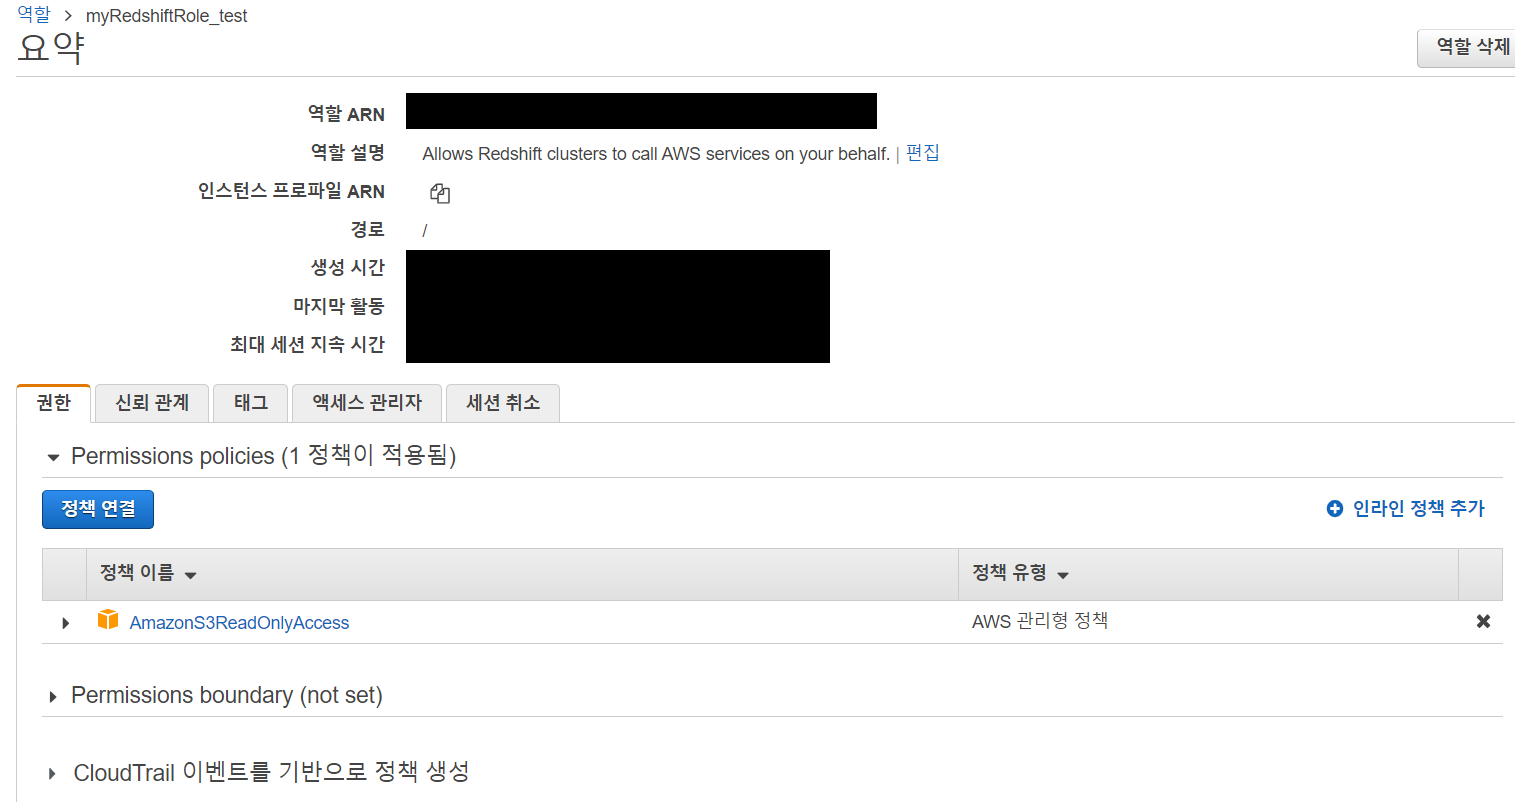 역할 > myRedshiftRole_test
요약
역할 삭제
역할 ARN
역할 설명 Allows Redshift clusters to call AWS services on your behalf. | 편집
인스턴스 프로파일 ARN
경로 /
생성 시간
마지막 활동
최대 세션 지속 시간
권한 신뢰 관계 태그 액세스 관리자 세션 취소
Permissions policies (1 정책이 적용됨)
정책 연결 인라인 정책 추가
정책 이름 정책 유형
AmazonS3ReadOnlyAccess AWS 관리형 정책
Permissions boundary (not set)
CloudTrail 이벤트를 기반으로 정책 생성